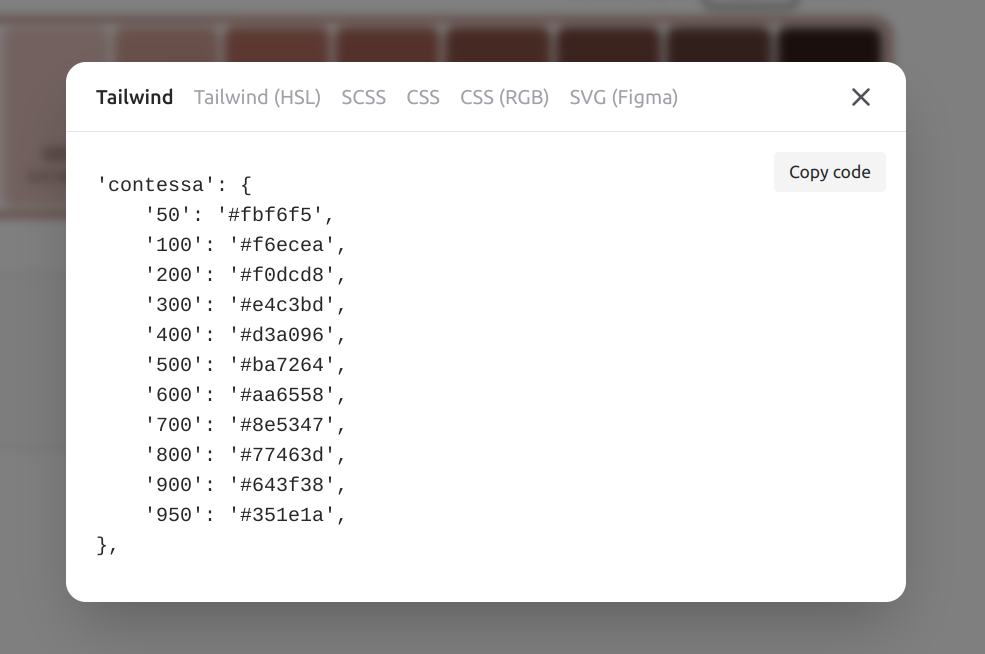 Tailwind Tailwind (HSL) SCSS CSS CSS (RGB) SVG (Figma)
Copy code
'contessa': {
    '50': '#fbf6f5',
    '100': '#f6ecea',
    '200': '#f0dcd8',
    '300': '#e4c3bd',
    '400': '#d3a096',
    '500': '#ba7264',
    '600': '#aa6558',
    '700': '#8e5347',
    '800': '#77463d',
    '900': '#643f38',
    '950': '#351e1a',
},